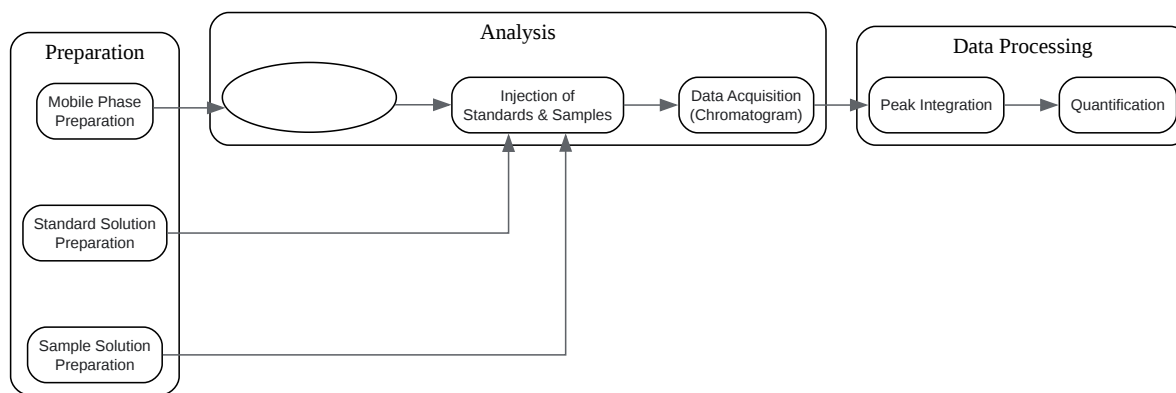 Preparation
Mobile Phase
Preparation
Standard Solution
Preparation
Sample Solution
Preparation
Analysis
Injection of
Standards & Samples
Data Acquisition
(Chromatogram)
Data Processing
Peak Integration
Quantification